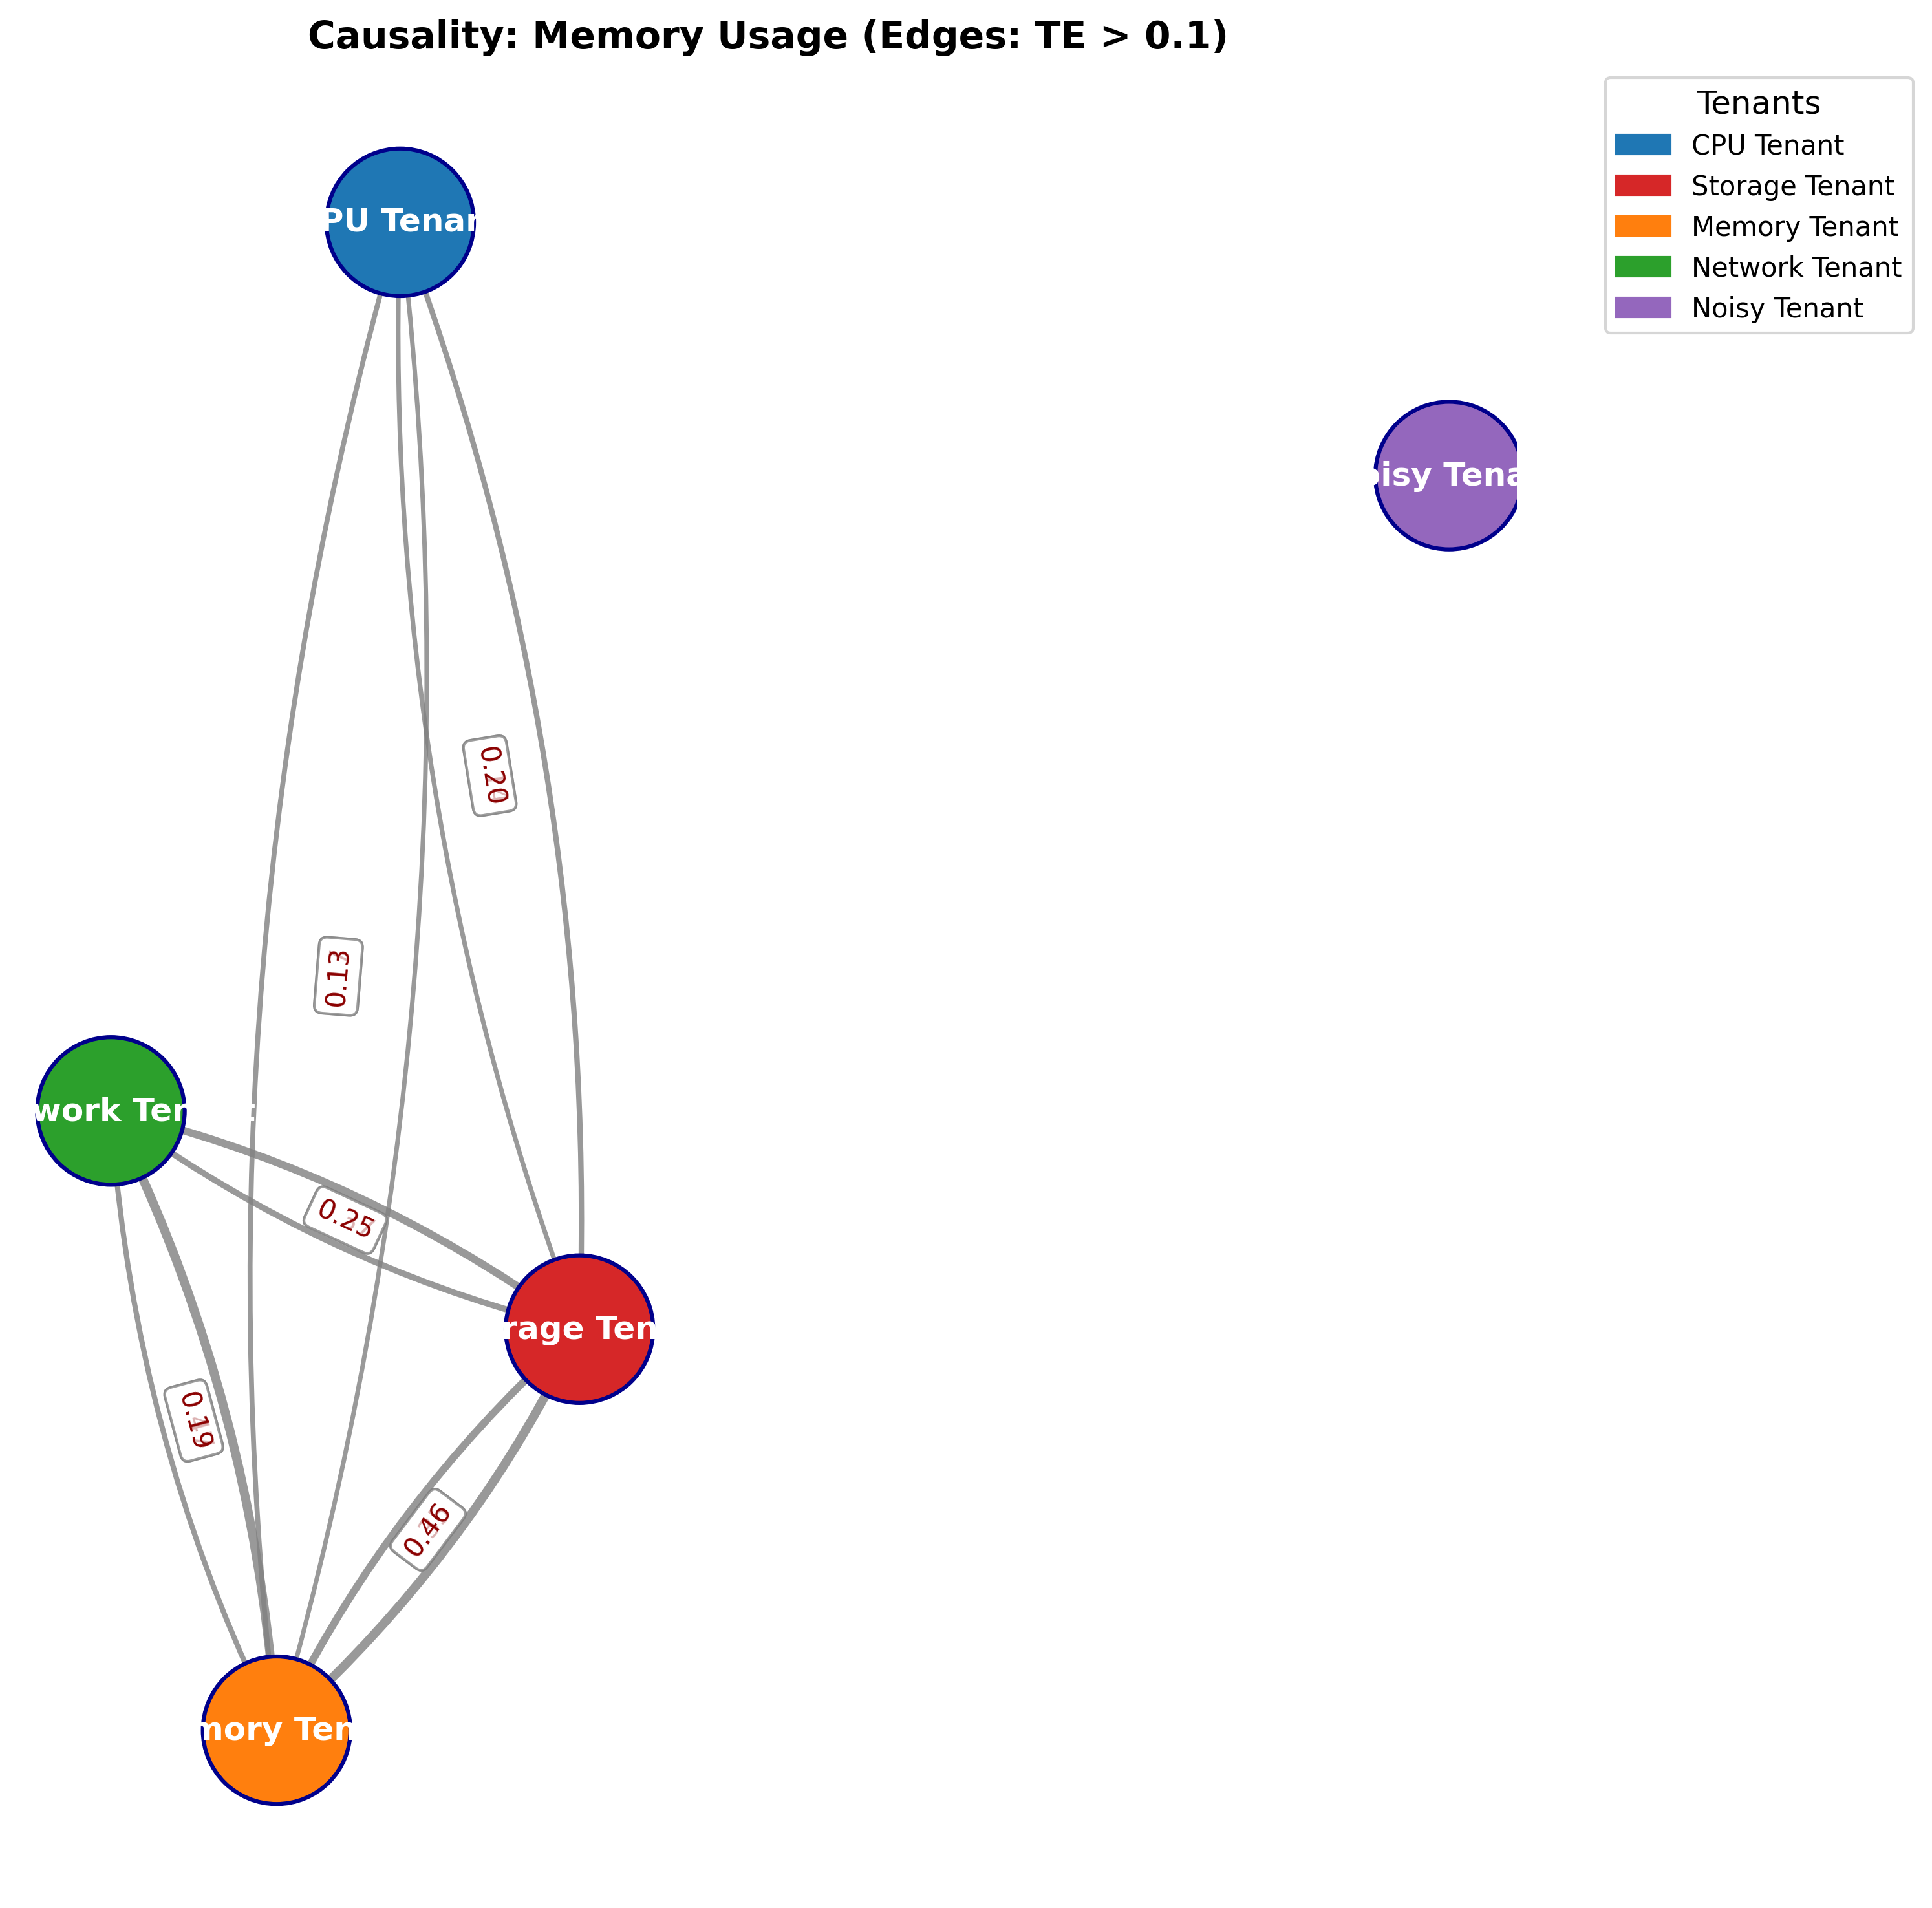 Causality: Memory Usage (Edges: TE > 0.1)
Tenants
CPU Tenant
Storage Tenant
Memory Tenant
Network Tenant
Noisy Tenant
PU Tenan
oisy Tena
0.20
0.13
work Tenant
0.25
rage Ten
0.19
0.46
mory Ten